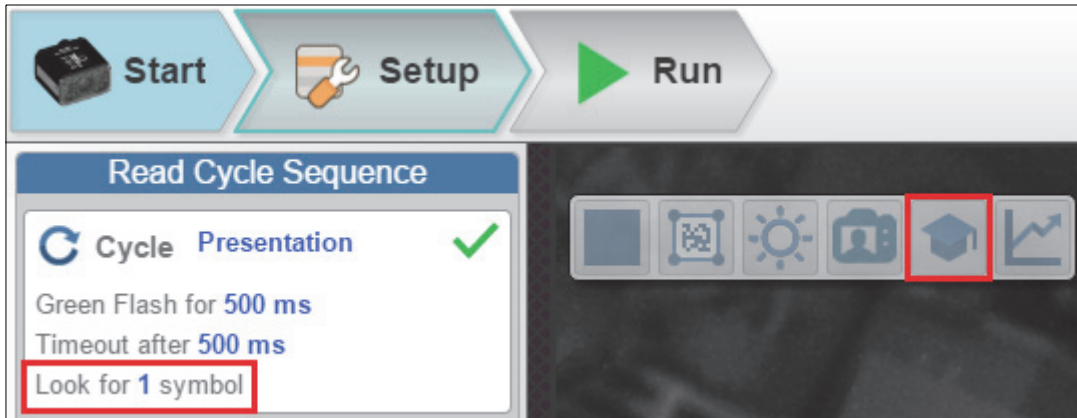 Start
Setup
Run
Read Cycle Sequence
Cycle Presentation
Green Flash for 500 ms
Timeout after 500 ms
Look for 1 symbol